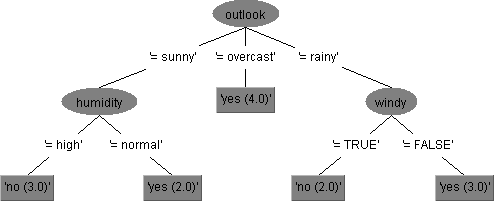 outlook
'= sunny' '= overcast' '= rainy'
humidity 'yes (4.0)' windy
'= high' '= normal' '= TRUE' '= FALSE'
'no (3.0)' 'yes (2.0)' 'no (2.0)' 'yes (3.0)'